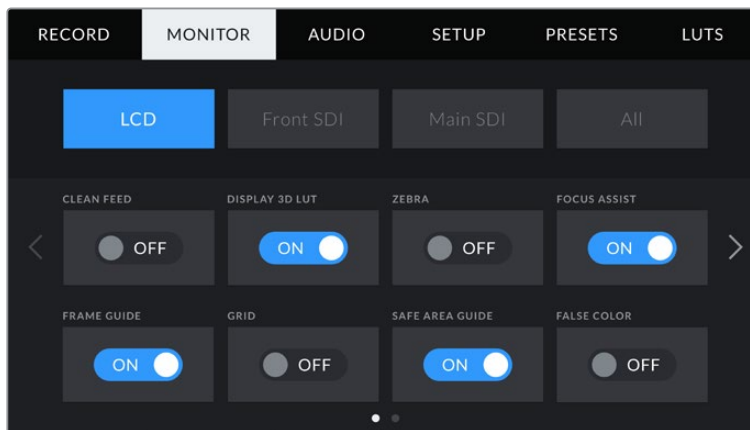 RECORD MONITOR AUDIO SETUP PRESETS LUTS
LCD Front SDI Main SDI All
CLEAN FEED DISPLAY 3D LUT ZEBRA FOCUS ASSIST
OFF ON OFF ON
FRAME GUIDE GRID SAFE AREA GUIDE FALSE COLOR
ON OFF ON OFF